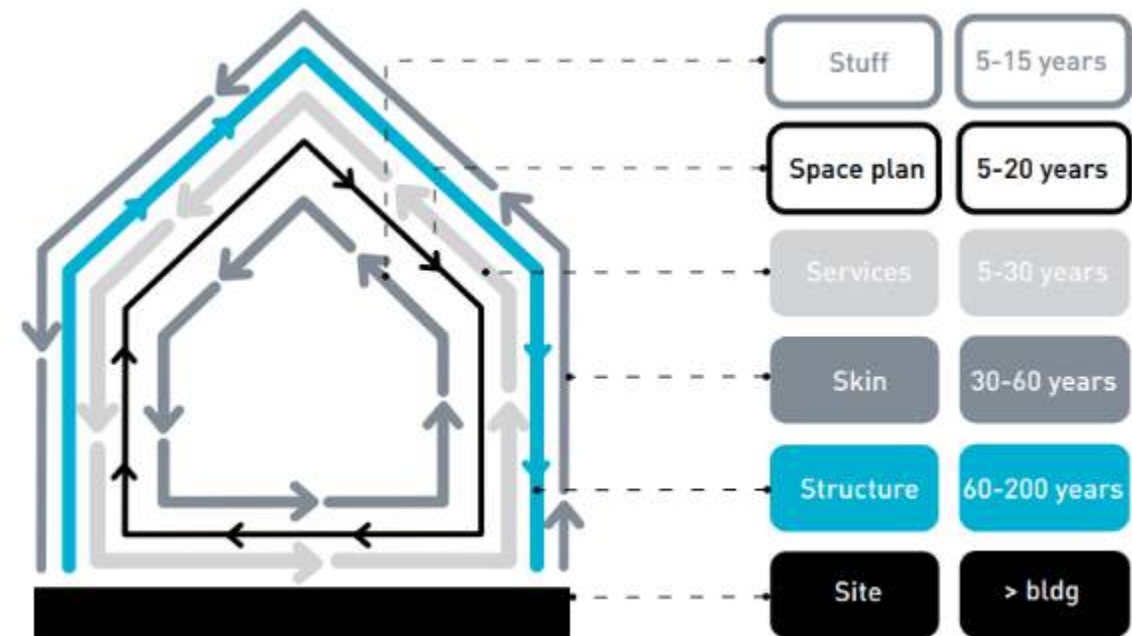 Stuff 5-15 years
Space plan 5-20 years
Services 5-30 years
Skin 30-60 years
Structure 60-200 years
Site > bldg